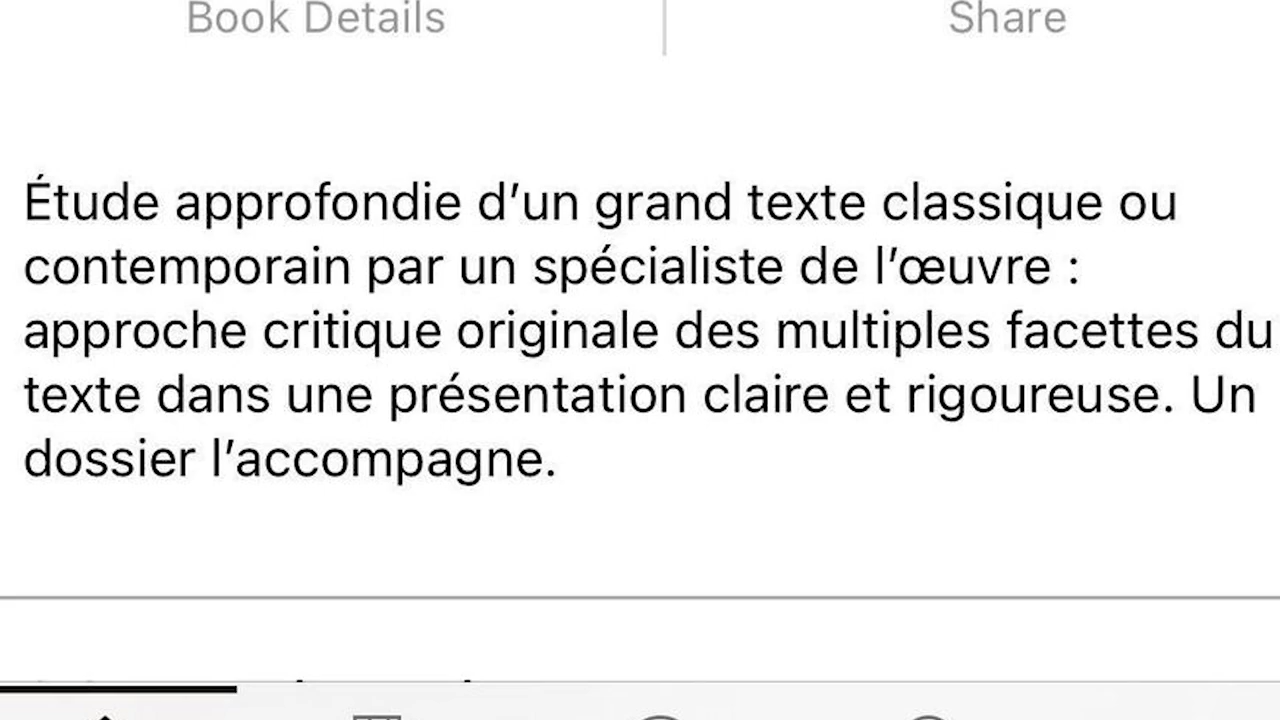 Book Details
Share
Étude approfondie d’un grand texte classique ou
contemporain par un spécialiste de l’œuvre :
approche critique originale des multiples facettes du
texte dans une présentation claire et rigoureuse. Un
dossier l’accompagne.